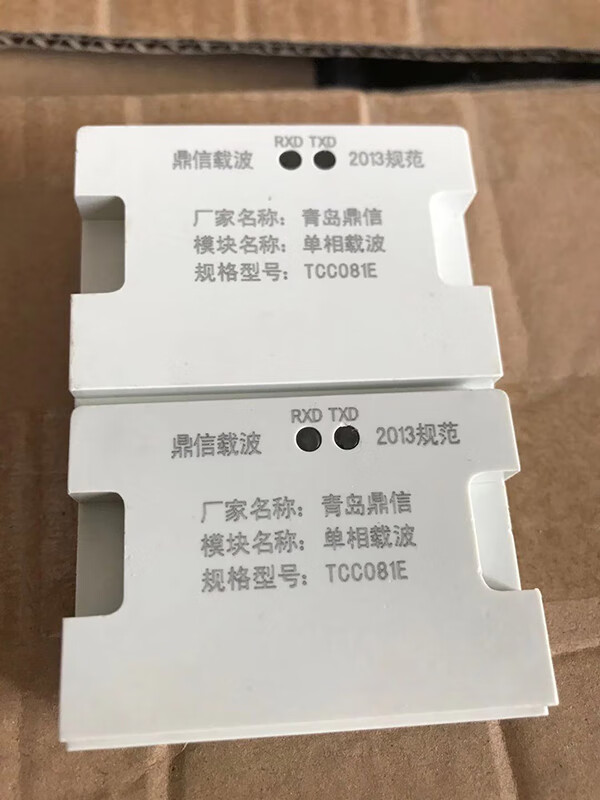 RXD TXD
鼎信载波 2013规范
厂家名称：青岛鼎信
模块名称：单相载波
规格型号：TCC081E
RXD TXD
鼎信载波 2013规范
厂家名称：青岛鼎信
模块名称：单相载波
规格型号：TCC081E